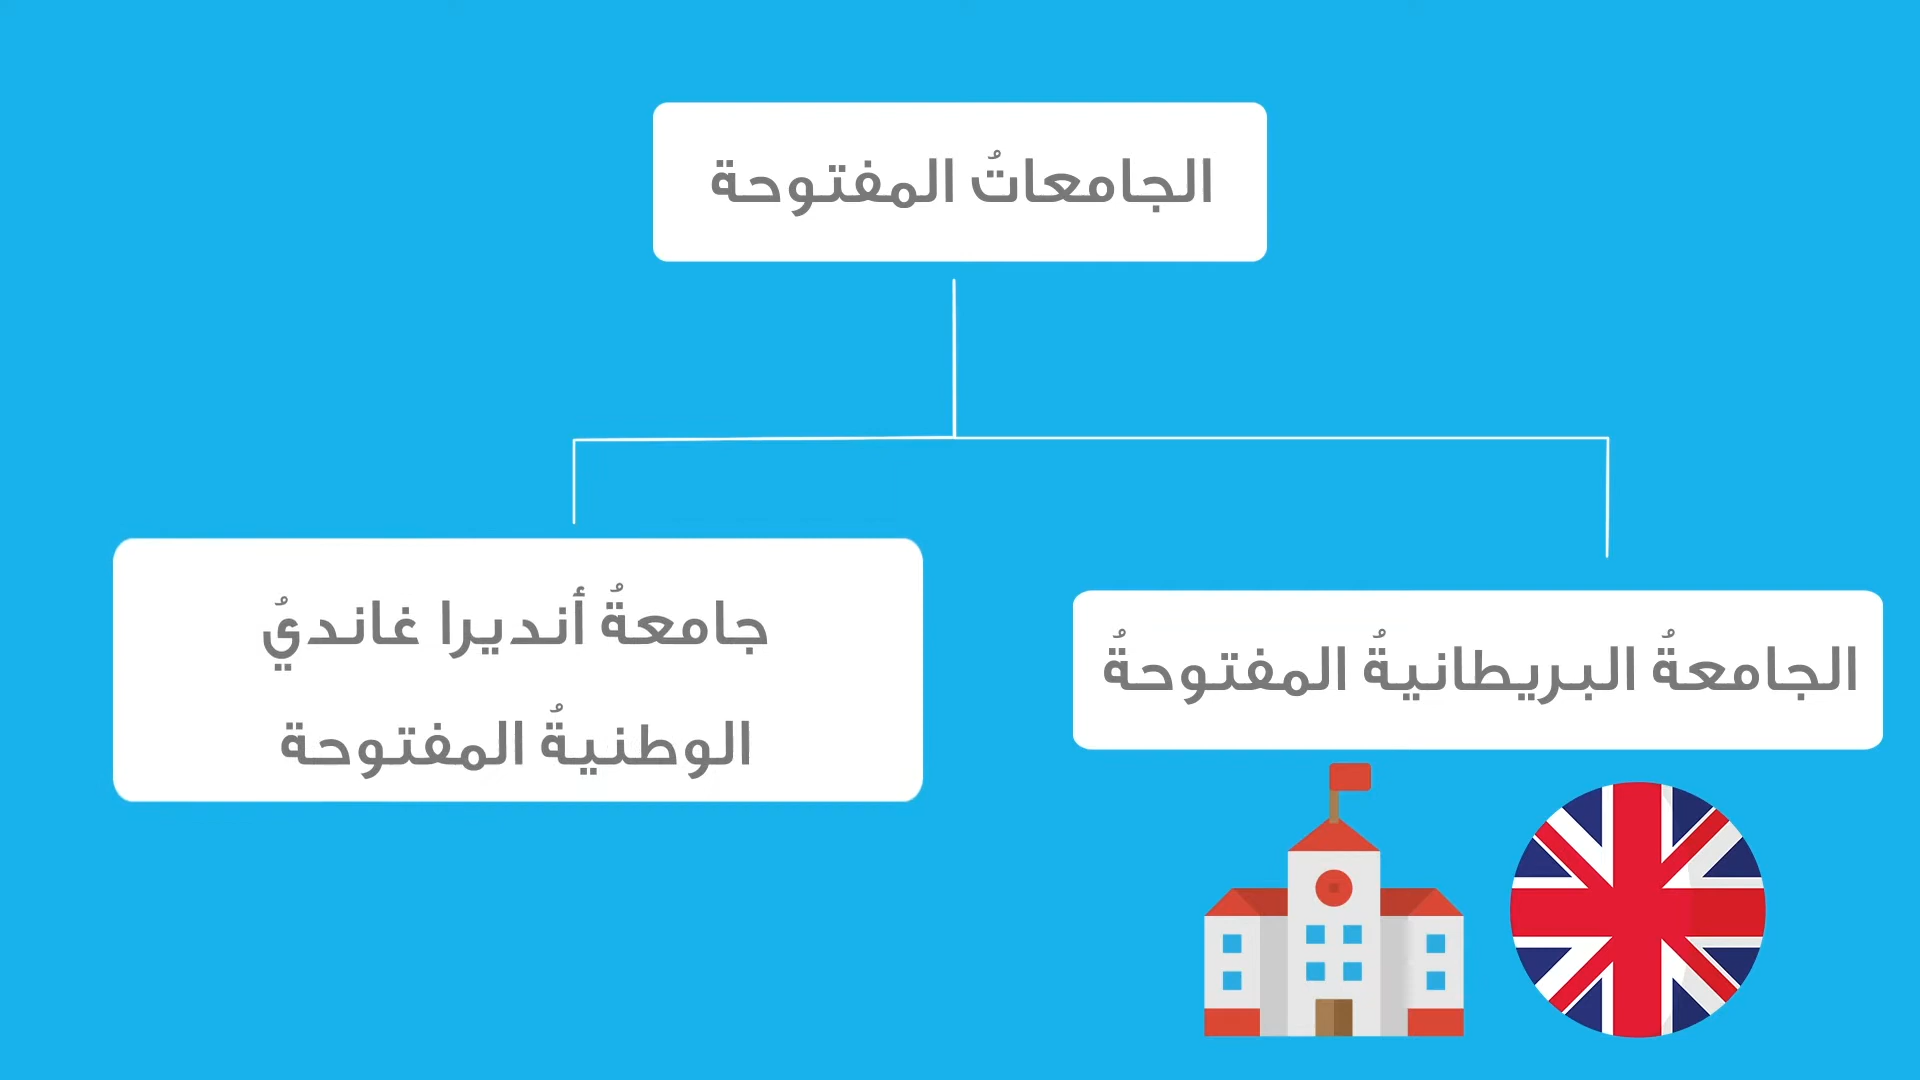 الجامعاتُ المفتوحة
الجامعةُ البريطانيةُ المفتوحةُ
جامعةُ أنديرا غانديُ
الوطنيةُ المفتوحة